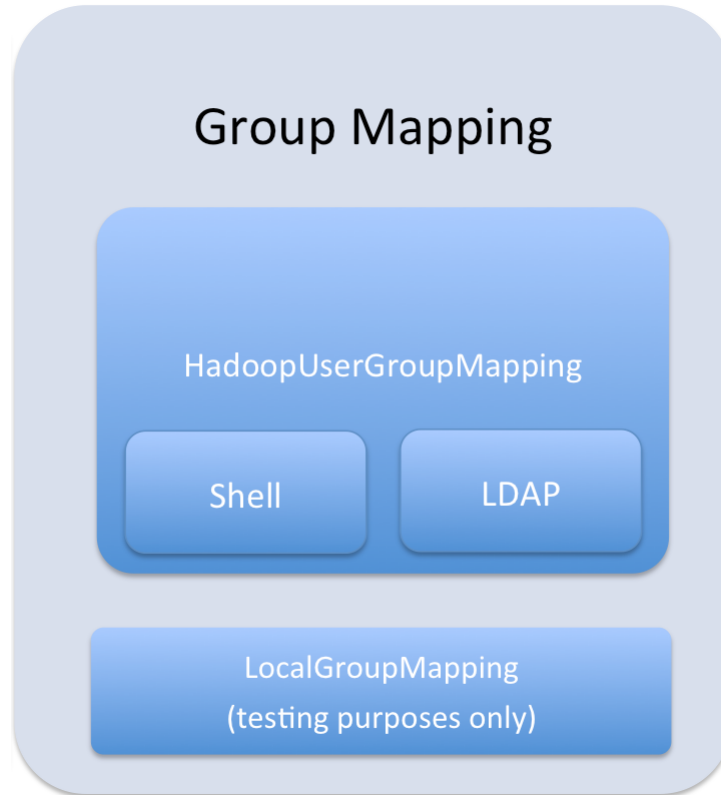 Group Mapping
HadoopUserGroupMapping
Shell
LDAP
LocalGroupMapping
(testing purposes only)